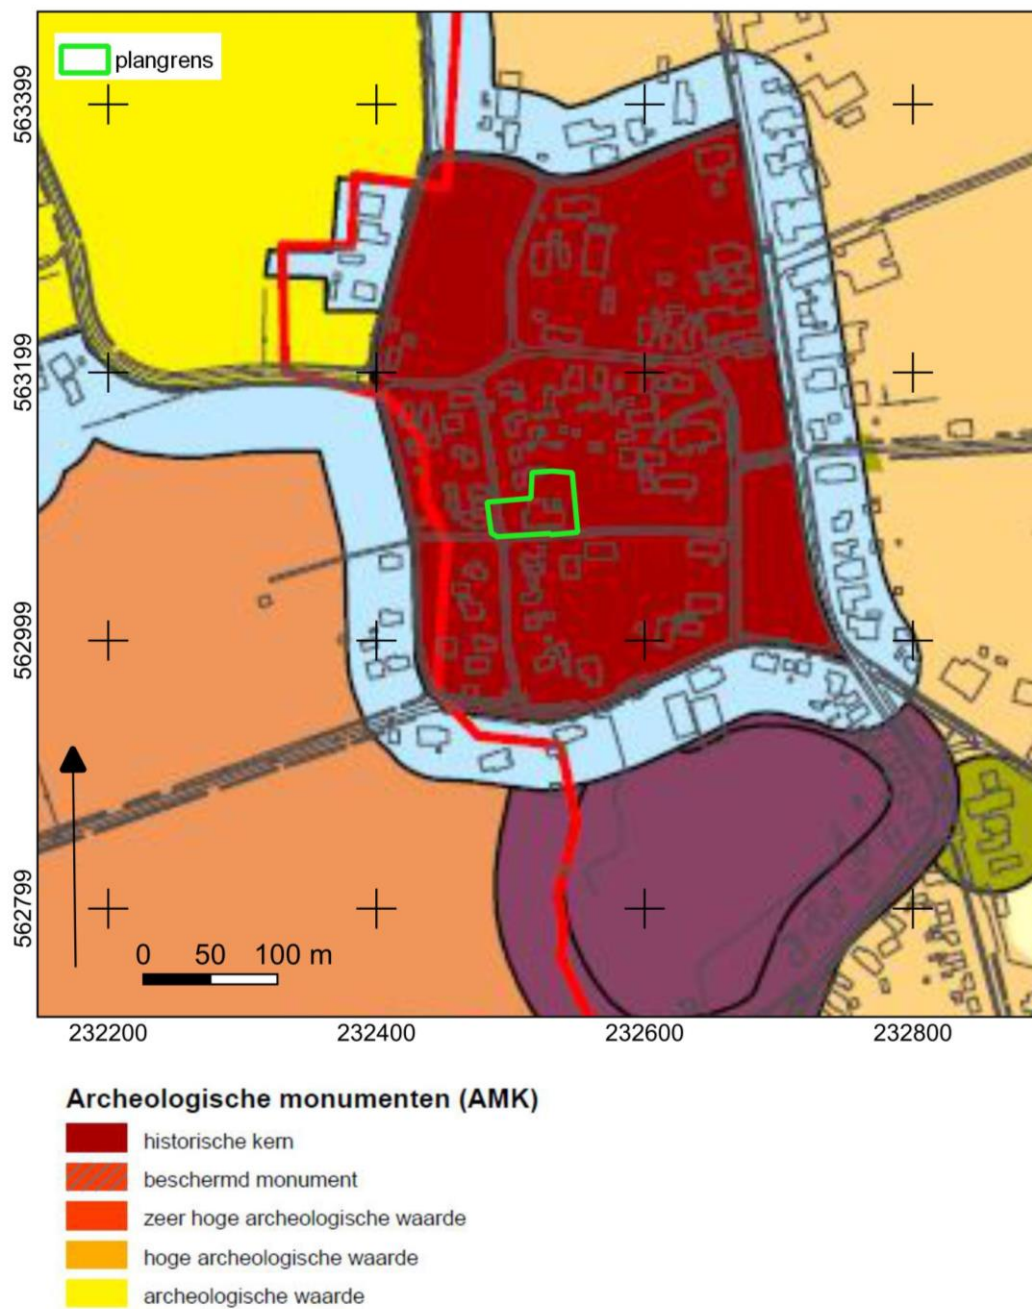 plangrens
563399
563199
562999
562799
0 50 100 m
232200 232400 232600 232800
Archeologische monumenten (AMK)
historische kern
beschermd monument
zeer hoge archeologische waarde
hoge archeologische waarde
archeologische waarde